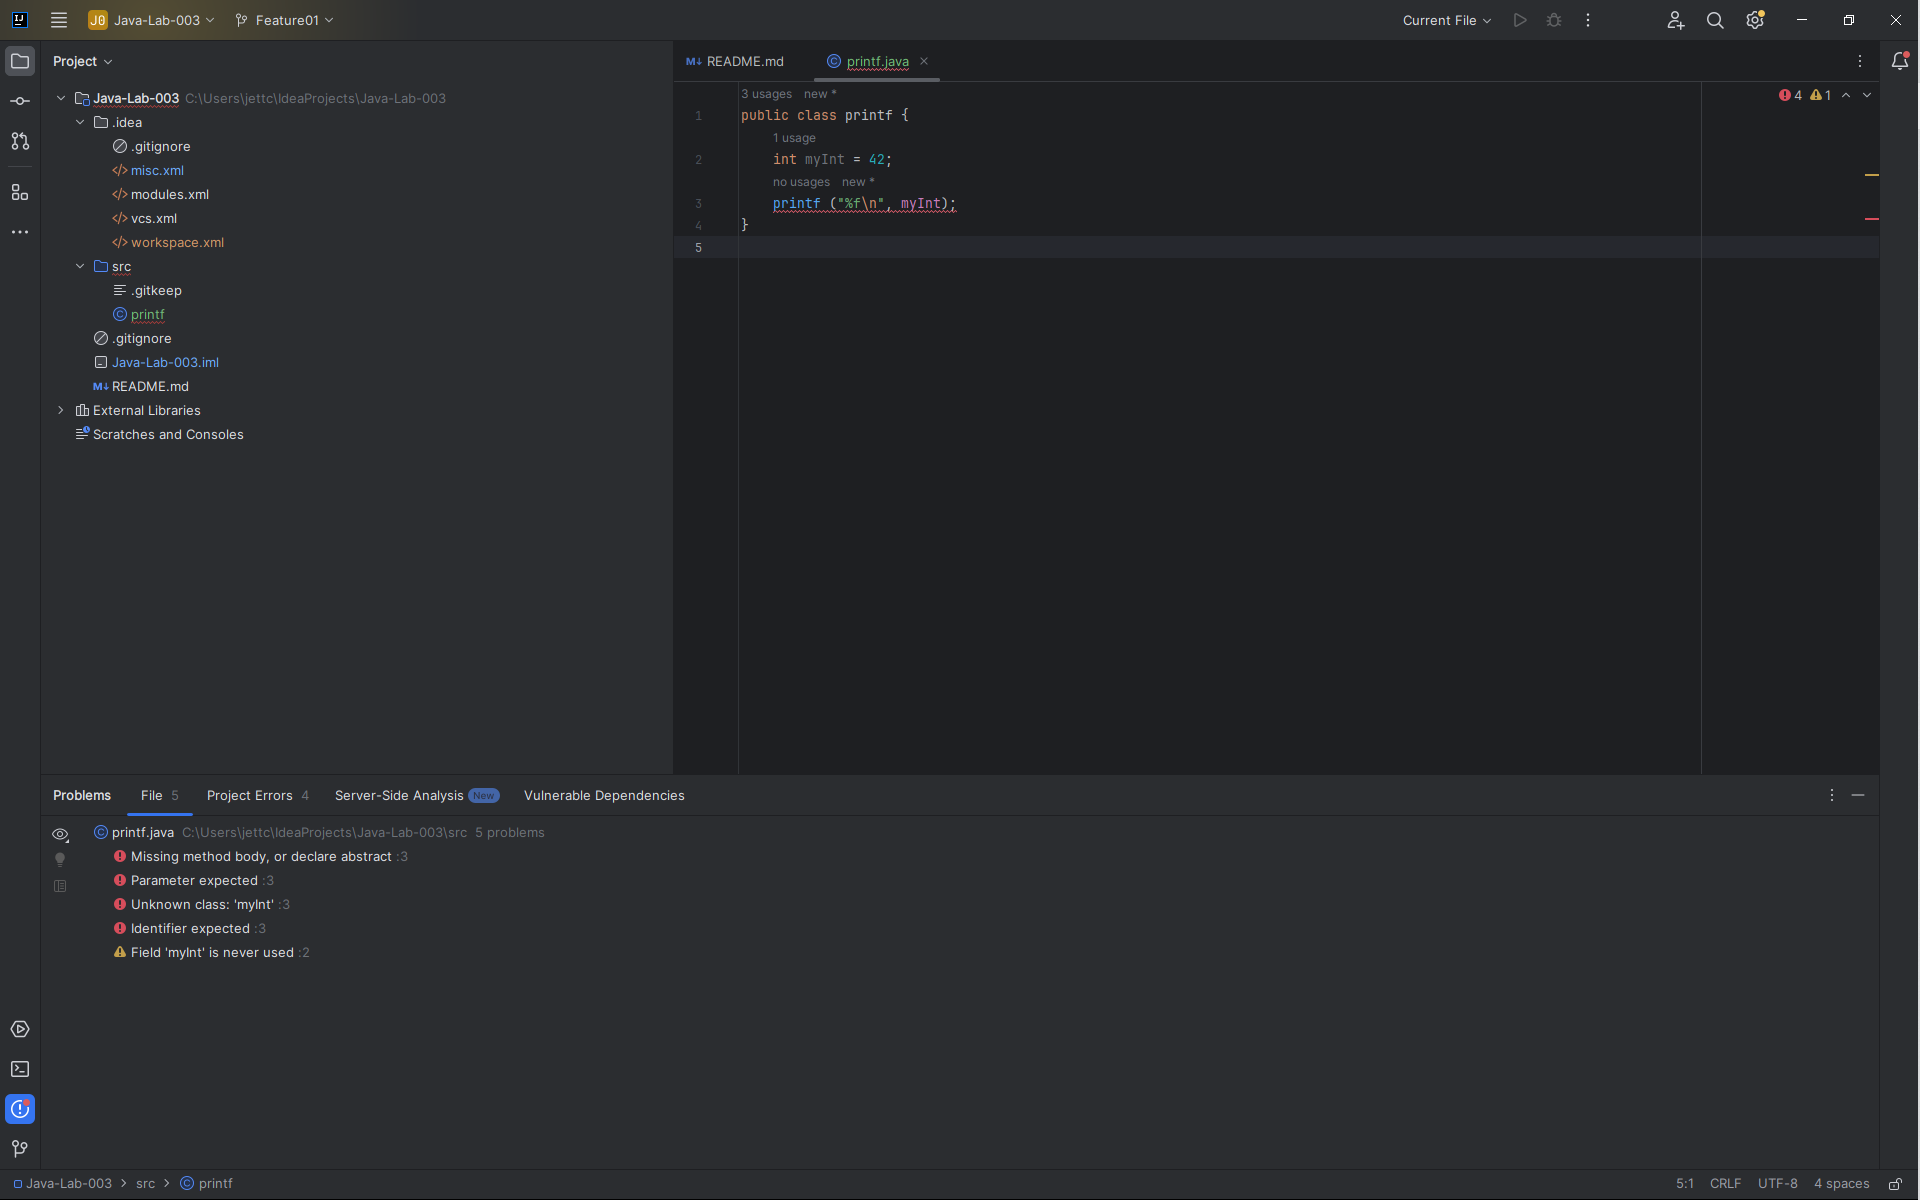 J0 Java-Lab-003 Feature01 Current File
Project
Java-Lab-003 C:\Users\jettc\IdeaProjects\Java-Lab-003
.idea
.gitignore
</> misc.xml
</> modules.xml
</> vcs.xml
</> workspace.xml
src
.gitkeep
printf
.gitignore
Java-Lab-003.iml
M↓ README.md
External Libraries
Scratches and Consoles
M↓ README.md printf.java
3 usages new *
4 1
1 public class printf {
1 usage
2 int myInt = 42;
no usages new *
3 printf ("%f\n", myInt);
4 }
5
Problems File 5 Project Errors 4 Server-Side Analysis New Vulnerable Dependencies
printf.java C:\Users\jettc\IdeaProjects\Java-Lab-003\src 5 problems
Missing method body, or declare abstract :3
Parameter expected :3
Unknown class: 'myInt' :3
Identifier expected :3
Field 'myInt' is never used :2
Java-Lab-003 > src > printf 5:1 CRLF UTF-8 4 spaces